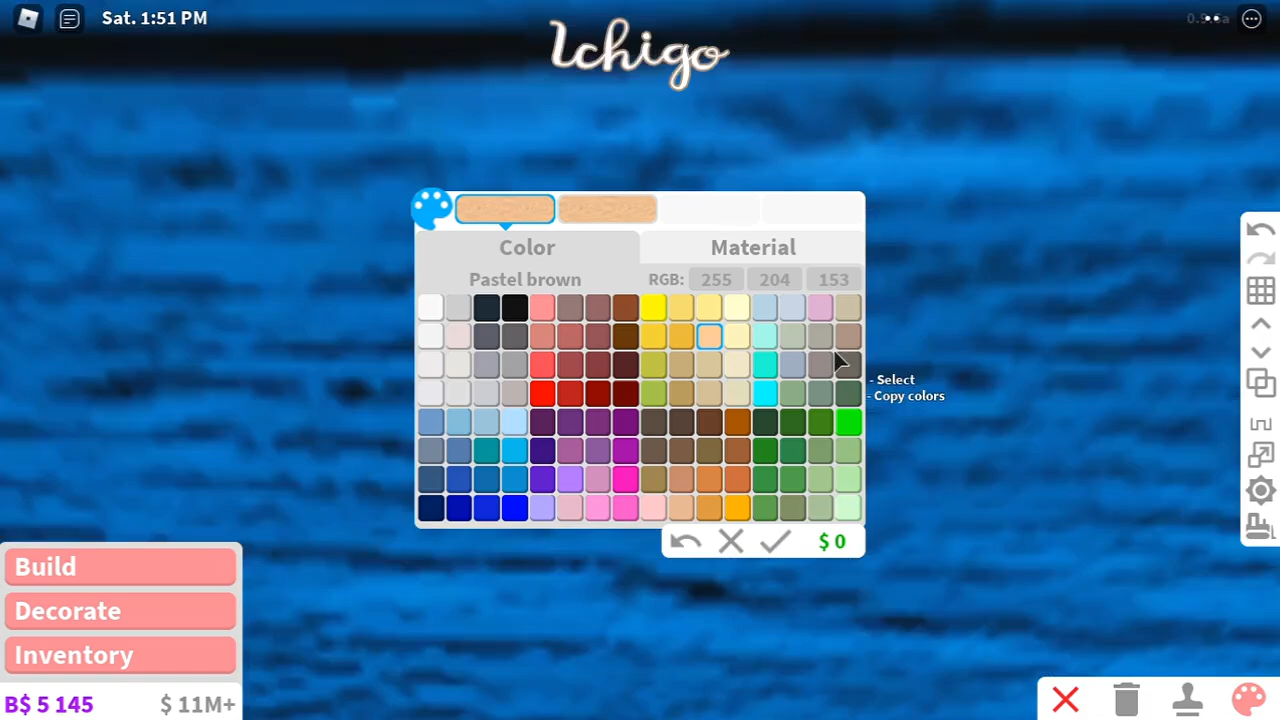 Sat. 1:51 PM
Ichigo
Color
Material
Pastel brown
RGB: 255 204 153
- Select
- Copy colors
$ 0
Build
Decorate
Inventory
B$ 5 145
$ 11M+